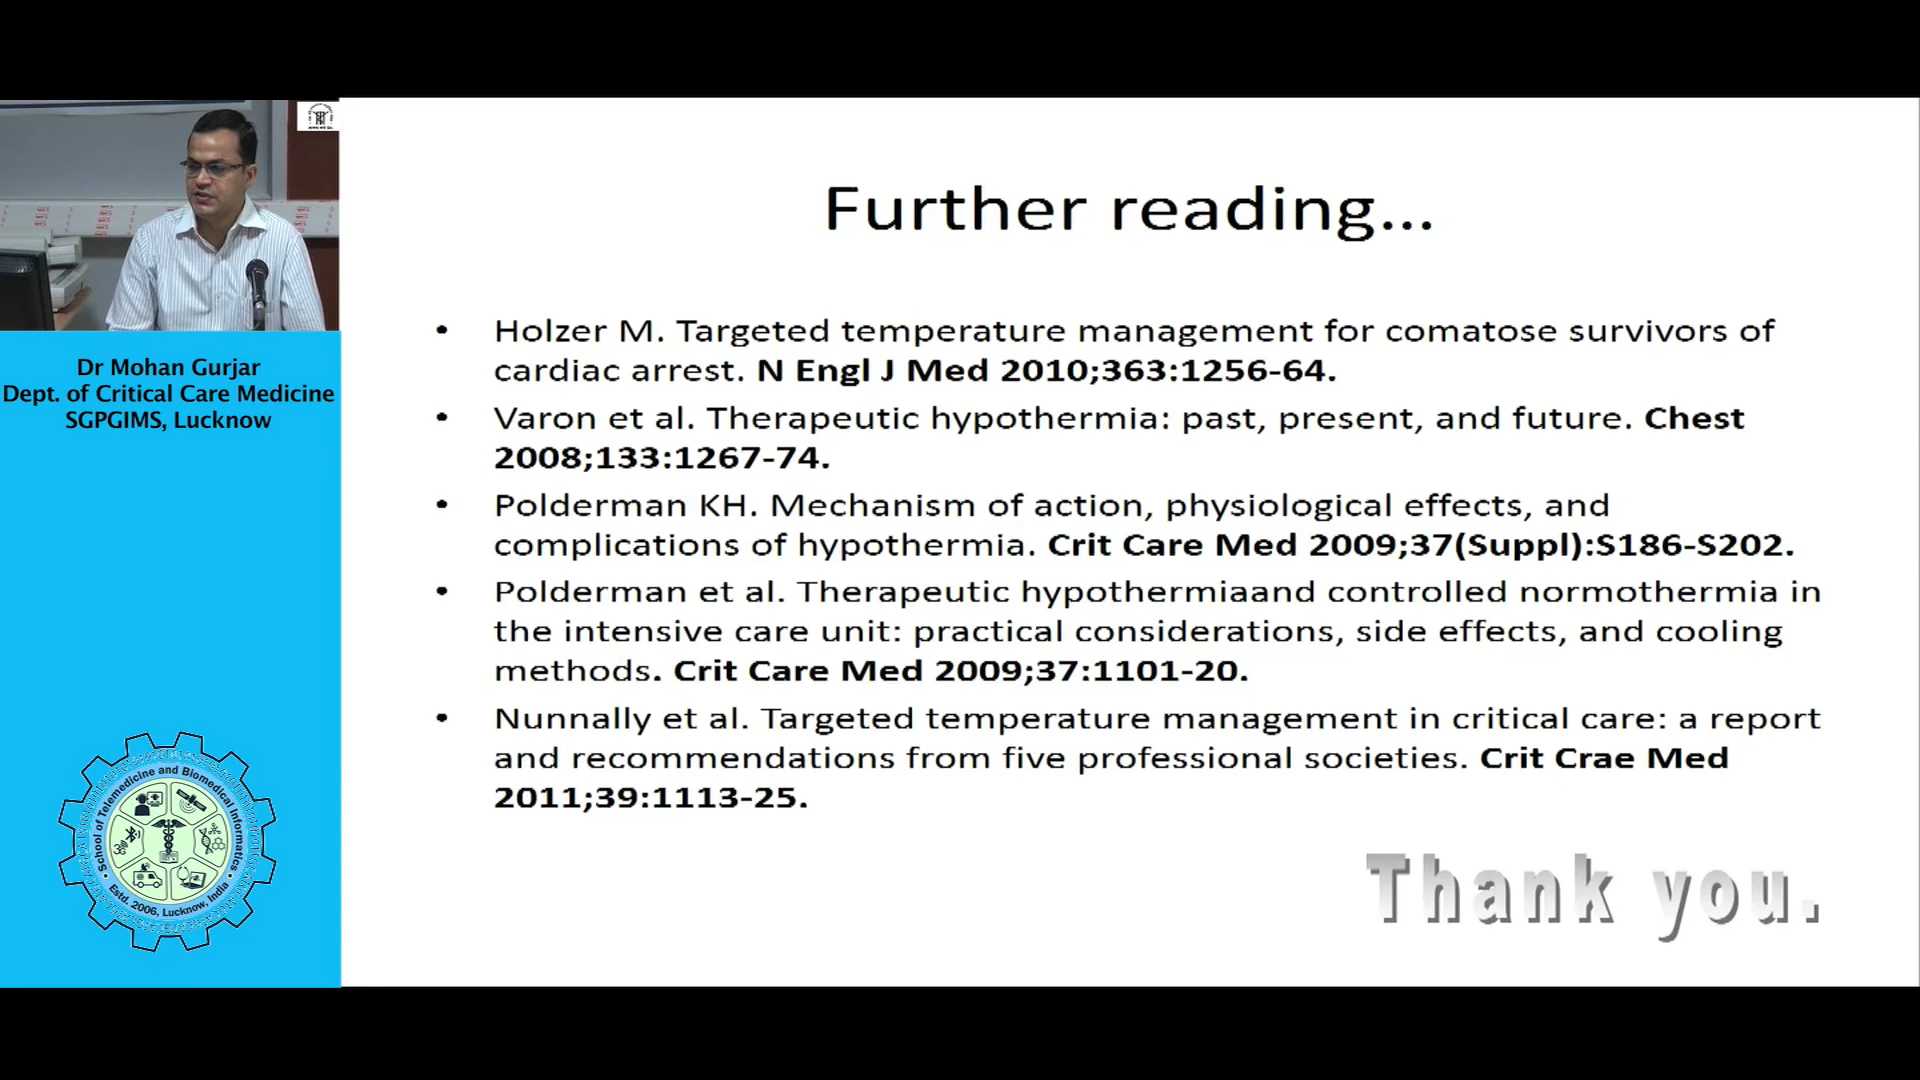 Further reading...
• Holzer M. Targeted temperature management for comatose survivors of
cardiac arrest. N Engl J Med 2010;363:1256-64.
• Varon et al. Therapeutic hypothermia: past, present, and future. Chest
2008;133:1267-74.
• Polderman KH. Mechanism of action, physiological effects, and
complications of hypothermia. Crit Care Med 2009;37(Suppl):S186-S202.
• Polderman et al. Therapeutic hypothermiaand controlled normothermia in
the intensive care unit: practical considerations, side effects, and cooling
methods. Crit Care Med 2009;37:1101-20.
• Nunnally et al. Targeted temperature management in critical care: a report
and recommendations from five professional societies. Crit Crae Med
2011;39:1113-25.
Thank you.
Dr Mohan Gurjar
Dept. of Critical Care Medicine
SGPGIMS, Lucknow
School of Telemedicine and Biomedical Informatics
Estd. 2006, Lucknow, India